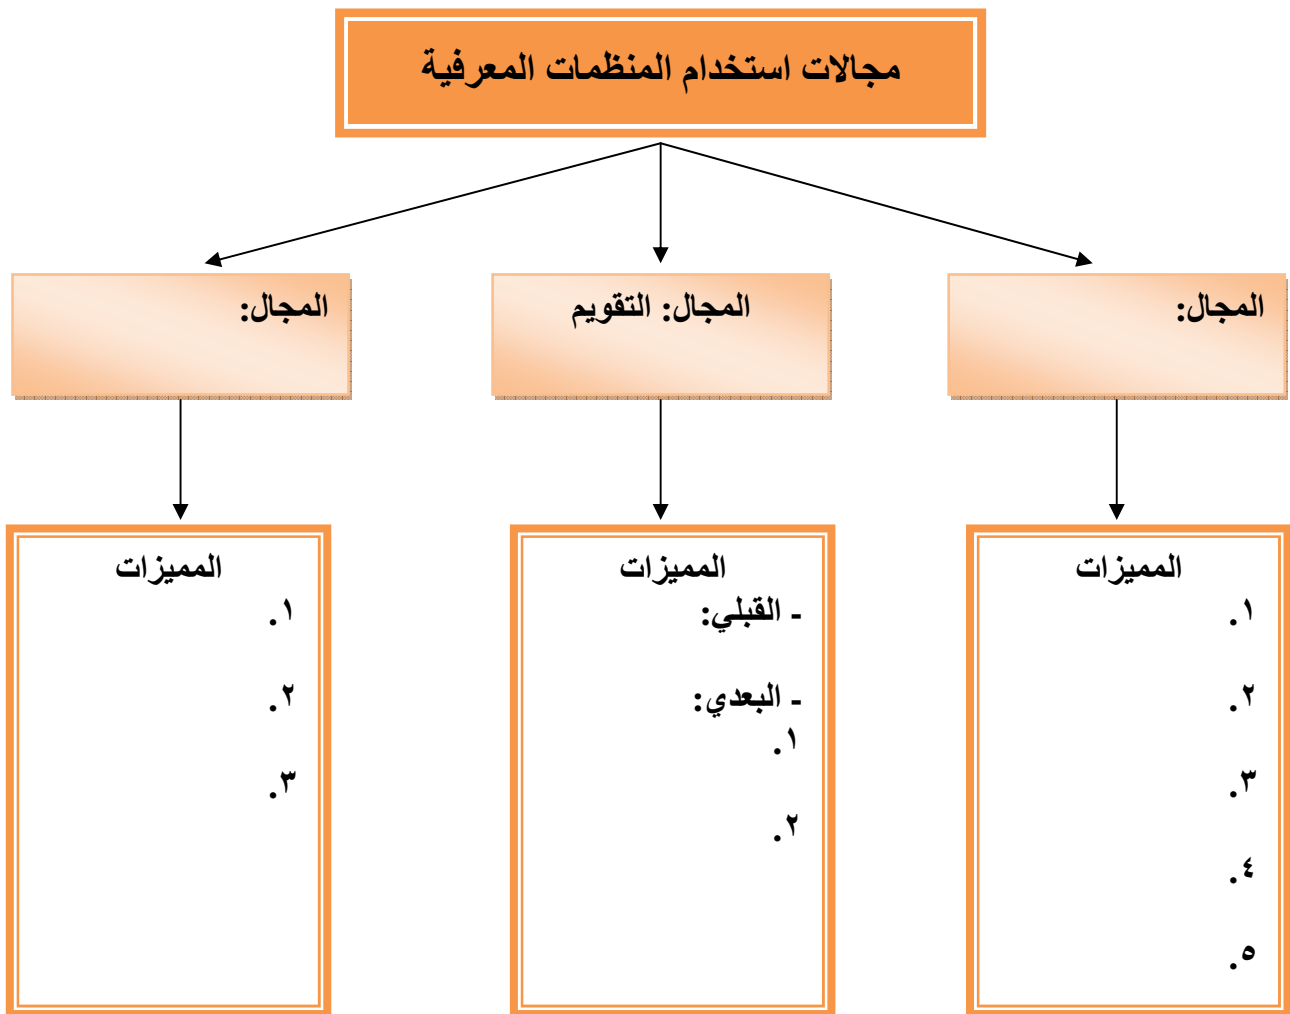 مجالات استخدام المنظمات المعرفية
المجال:
المجال: التقويم
المجال:
المميزات
١.
٢.
٣.
٤.
٥.
المميزات
- القبلي:
- البعدي:
١.
٢.
المميزات
١.
٢.
٣.